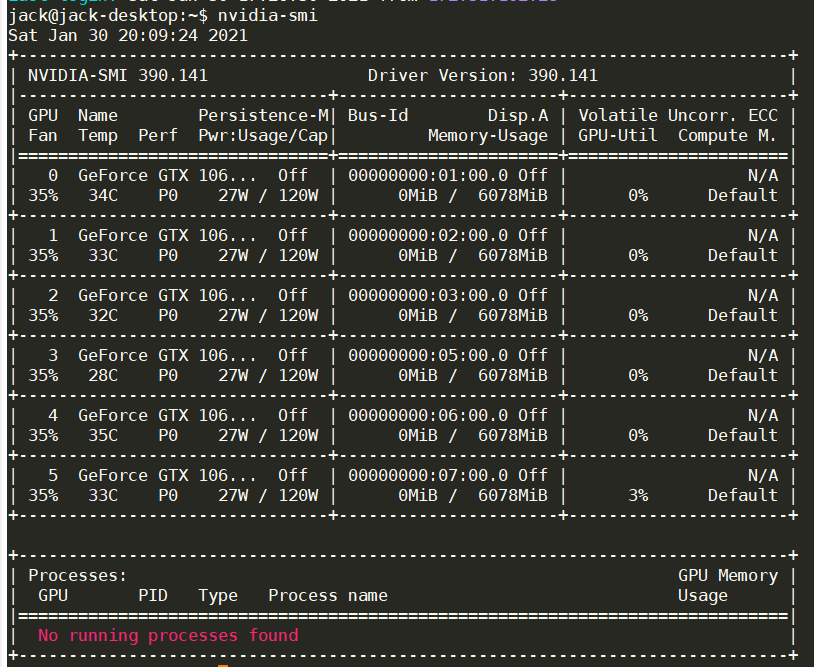 jack@jack-desktop:~$ nvidia-smi
Sat Jan 30 20:09:24 2021
+-----------------------------------------------------------------------------+
| NVIDIA-SMI 390.141                Driver Version: 390.141                   |
|-------------------------------+----------------------+----------------------+
| GPU  Name        Persistence-M| Bus-Id        Disp.A | Volatile Uncorr. ECC |
| Fan  Temp  Perf  Pwr:Usage/Cap|         Memory-Usage | GPU-Util  Compute M. |
|===============================+======================+======================|
|   0  GeForce GTX 106...  Off  | 00000000:01:00.0 Off |                  N/A |
| 35%   34C    P0    27W / 120W |      0MiB /  6078MiB |      0%      Default |
+-------------------------------+----------------------+----------------------+
|   1  GeForce GTX 106...  Off  | 00000000:02:00.0 Off |                  N/A |
| 35%   33C    P0    27W / 120W |      0MiB /  6078MiB |      0%      Default |
+-------------------------------+----------------------+----------------------+
|   2  GeForce GTX 106...  Off  | 00000000:03:00.0 Off |                  N/A |
| 35%   32C    P0    27W / 120W |      0MiB /  6078MiB |      0%      Default |
+-------------------------------+----------------------+----------------------+
|   3  GeForce GTX 106...  Off  | 00000000:05:00.0 Off |                  N/A |
| 35%   28C    P0    27W / 120W |      0MiB /  6078MiB |      0%      Default |
+-------------------------------+----------------------+----------------------+
|   4  GeForce GTX 106...  Off  | 00000000:06:00.0 Off |                  N/A |
| 35%   35C    P0    27W / 120W |      0MiB /  6078MiB |      0%      Default |
+-------------------------------+----------------------+----------------------+
|   5  GeForce GTX 106...  Off  | 00000000:07:00.0 Off |                  N/A |
| 35%   33C    P0    27W / 120W |      0MiB /  6078MiB |      3%      Default |
+-------------------------------+----------------------+----------------------+
+-----------------------------------------------------------------------------+
| Processes:                                                       GPU Memory |
|  GPU       PID   Type   Process name                             Usage      |
|=============================================================================|
|  No running processes found                                                 |
+-----------------------------------------------------------------------------+